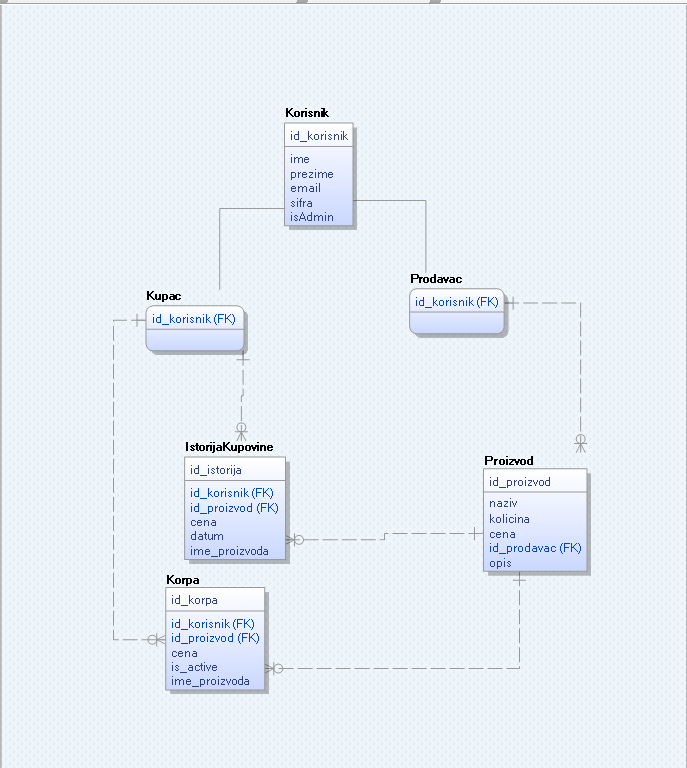 Korisnik
id_korisnik
ime
prezime
email
sifra
isAdmin
Kupac
id_korisnik (FK)
Prodavac
id_korisnik (FK)
IstorijaKupovine
id_istorija
id_korisnik (FK)
id_proizvod (FK)
cena
datum
ime_proizvoda
Proizvod
id_proizvod
naziv
kolicina
cena
id_prodavac (FK)
opis
Korpa
id_korpa
id_korisnik (FK)
id_proizvod (FK)
cena
is_active
ime_proizvoda